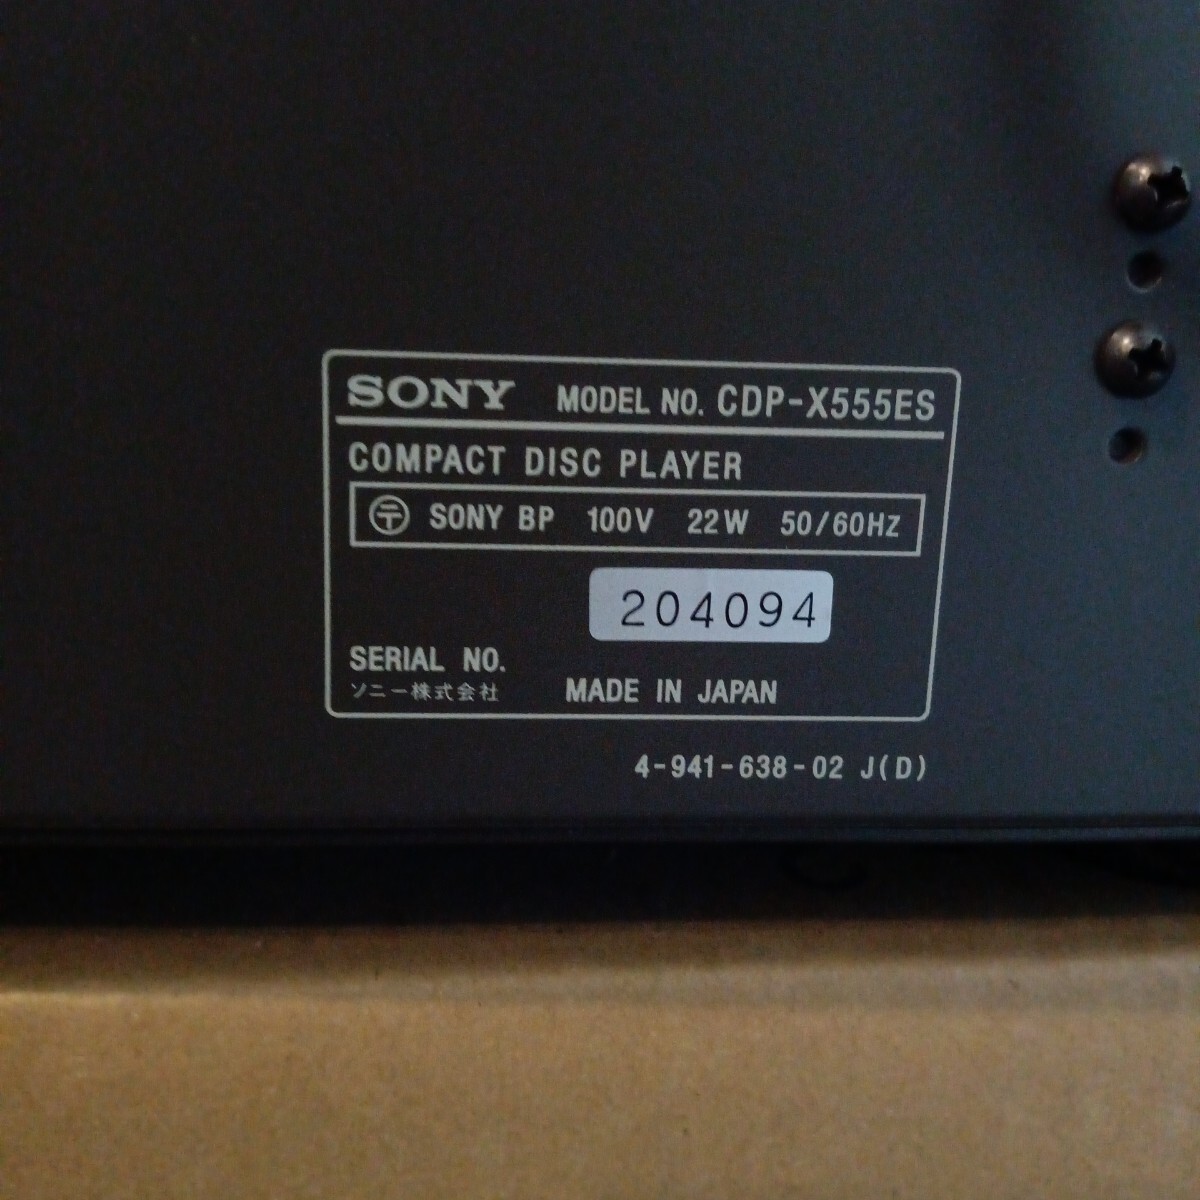 SONY MODEL NO. CDP-X555ES
COMPACT DISC PLAYER
〒 SONY BP 100V 22W 50/60Hz
204094
SERIAL NO.
ソニー株式会社 MADE IN JAPAN
4-941-638-02 J(D)